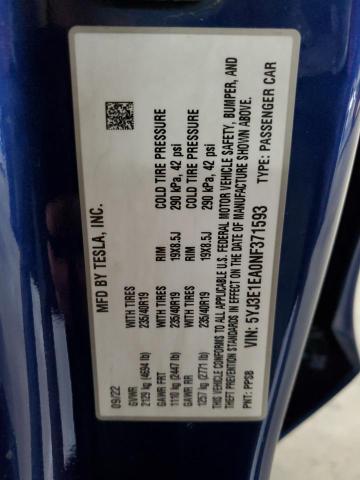 MFD BY TESLA, INC.
09/22
GVWR
2129 kg (4694 lb)
WITH TIRES
235/40R19
RIM
19X8.5J
COLD TIRE PRESSURE
290 kPa, 42 psi
GAWR FRT
1110 kg (2447 lb)
WITH TIRES
235/40R19
RIM
19X8.5J
COLD TIRE PRESSURE
290 kPa, 42 psi
GAWR RR
1257 kg (2771 lb)
THIS VEHICLE CONFORMS TO ALL APPLICABLE U.S. FEDERAL MOTOR VEHICLE SAFETY, BUMPER, AND
THEFT PREVENTION STANDARDS IN EFFECT ON THE DATE OF MANUFACTURE SHOWN ABOVE.
PNT: PPSB
VIN: 5YJ3E1EA0NF371593
TYPE: PASSENGER CAR